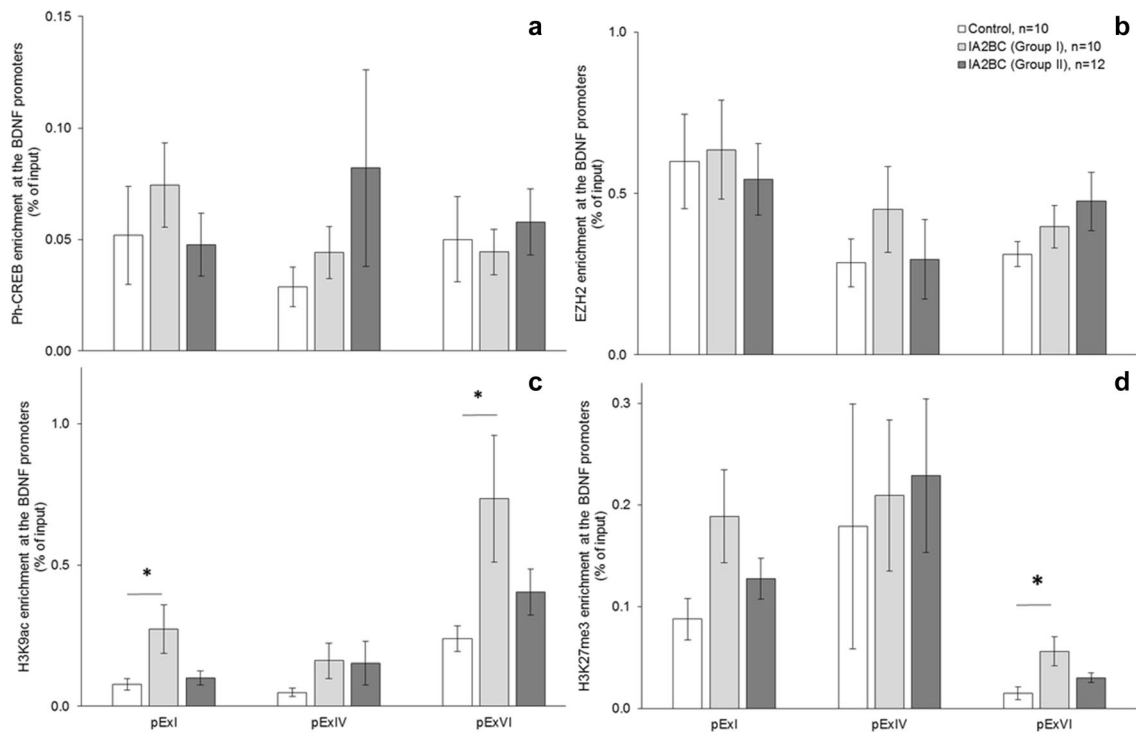 a
Ph-CREB enrichment at the BDNF promoters
(% of input)
0.15
0.10
0.05
0.00
b
Control, n=10
IA2BC (Group I), n=10
IA2BC (Group II), n=12
EZH2 enrichment at the BDNF promoters
(% of input)
1.0
0.5
0.0
c
H3K9ac enrichment at the BDNF promoters
(% of input)
1.0
0.5
0.0
*
*
pExI
pExIV
pExVI
d
H3K27me3 enrichment at the BDNF promoters
(% of input)
0.3
0.2
0.1
0.0
*
pExI
pExIV
pExVI